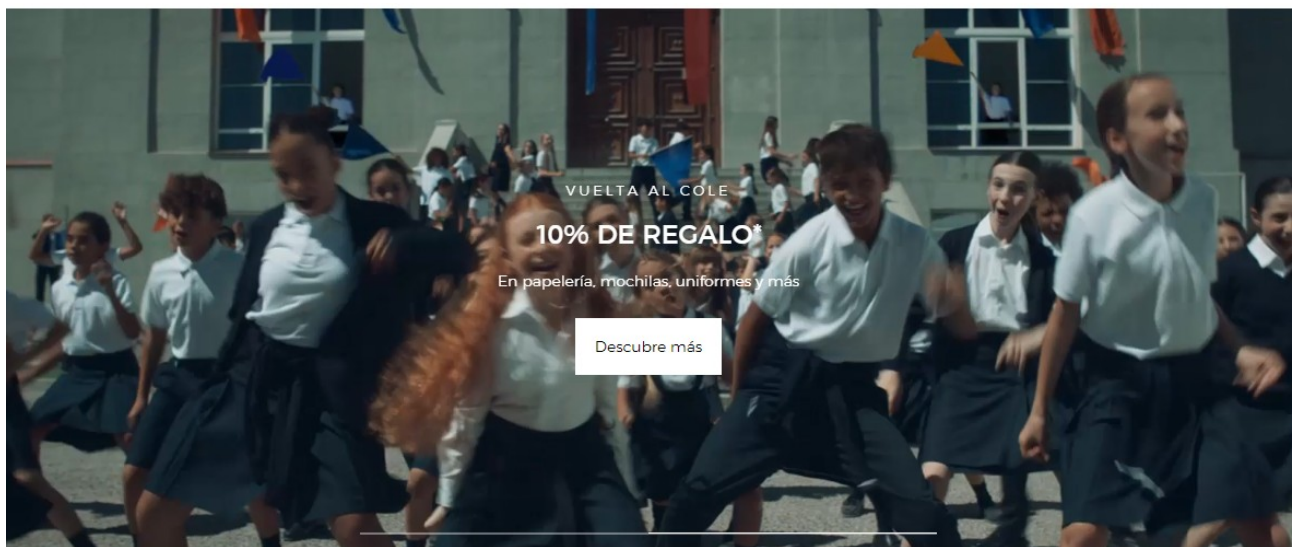 VUELTA AL COLE
10% DE REGALO*
En papelería, mochilas, uniformes y más
Descubre más